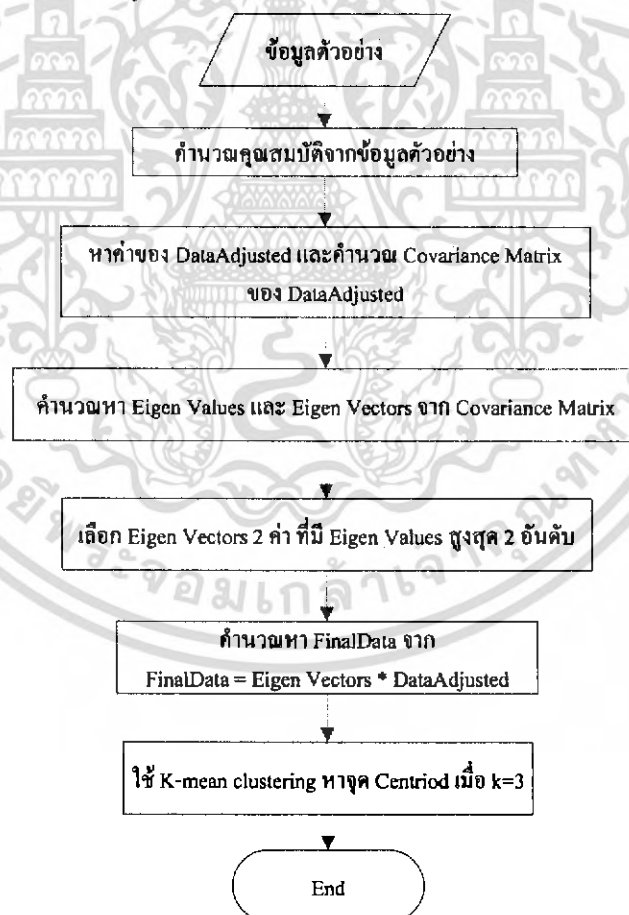 ข้อมูลตัวอย่าง
คำนวณคุณสมบัติจากข้อมูลตัวอย่าง
หาค่าของ DataAdjusted และคำนวณ Covariance Matrix
ของ DataAdjusted
คำนวณหา Eigen Values และ Eigen Vectors จาก Covariance Matrix
เลือก Eigen Vectors 2 ค่า ที่มี Eigen Values สูงสุด 2 อันดับ
คำนวณหา FinalData จาก
FinalData = Eigen Vectors * DataAdjusted
ใช้ K-mean clustering หาจุด Centriod เมื่อ k=3
End